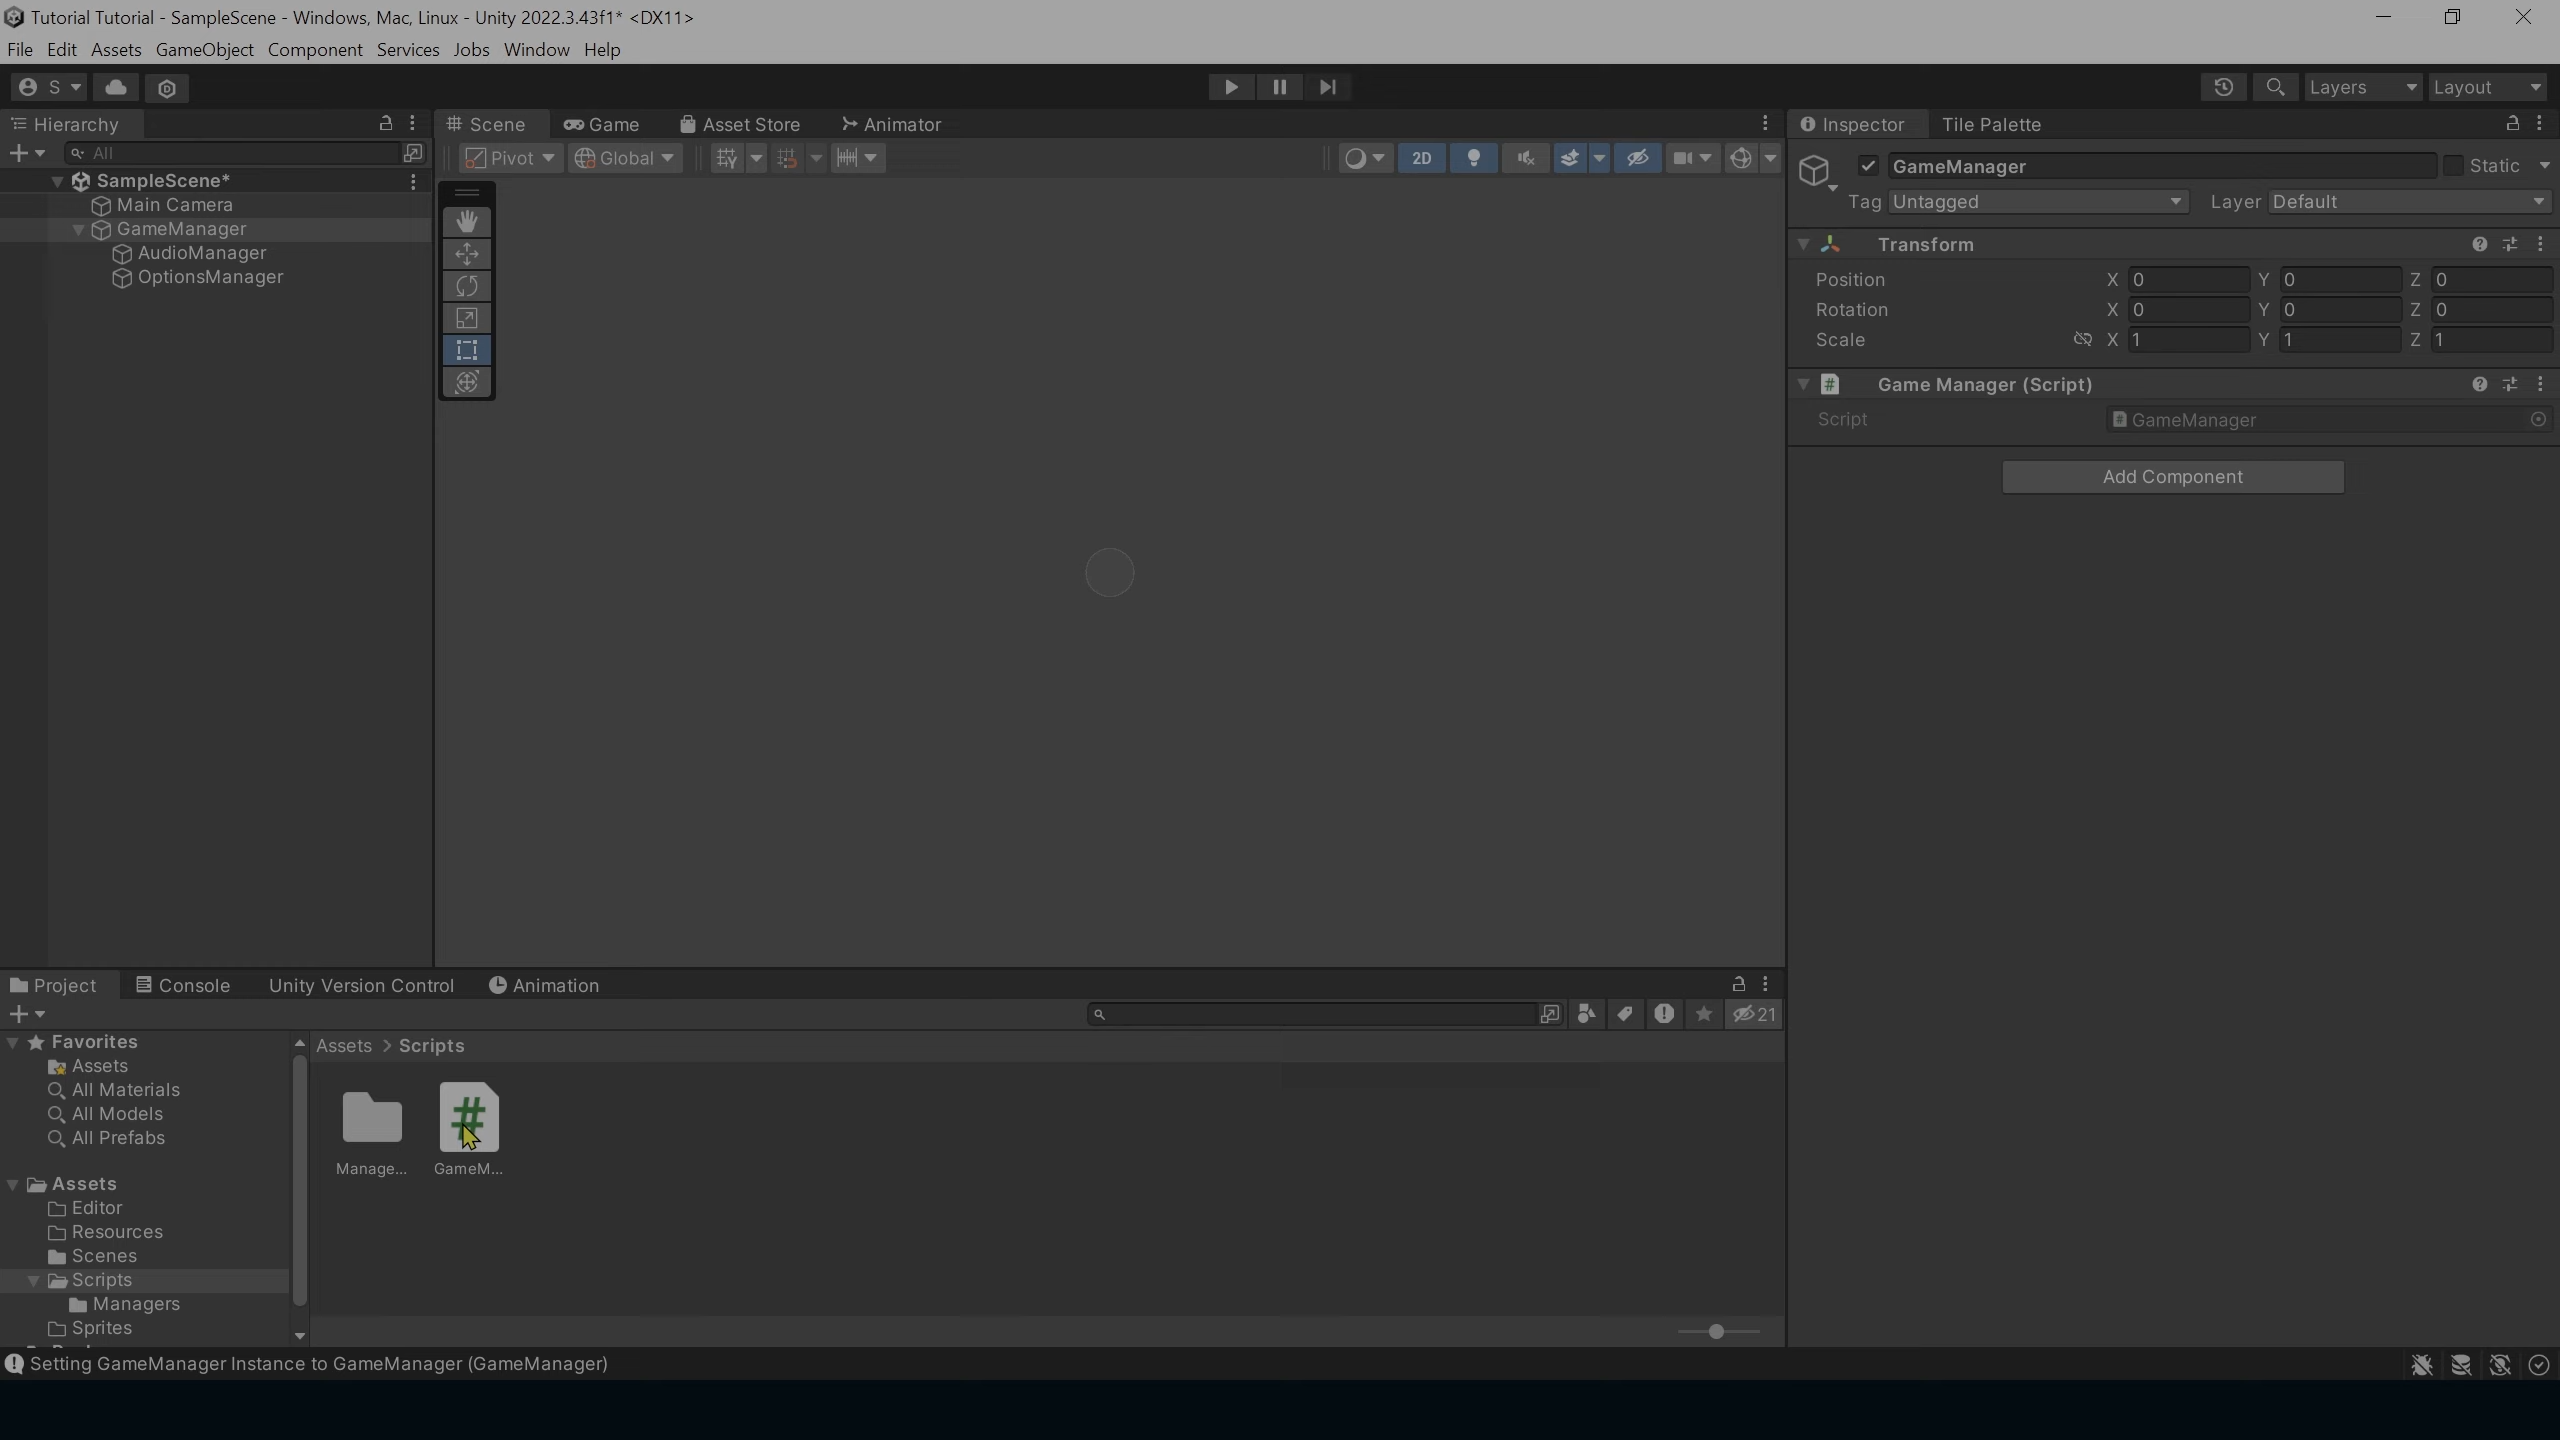 Tutorial Tutorial - SampleScene - Windows, Mac, Linux - Unity 2022.3.43f1* <DX11>
File Edit Assets GameObject Component Services Jobs Window Help
S Layers Layout
Hierarchy
All
SampleScene*
Main Camera
GameManager
AudioManager
OptionsManager
Scene Game Asset Store Animator
Pivot Global 2D
Inspector Tile Palette
GameManager Static
Tag Untagged Layer Default
Transform
Position X 0 Y 0 Z 0
Rotation X 0 Y 0 Z 0
Scale X 1 Y 1 Z 1
# Game Manager (Script)
Script # GameManager
Add Component
Project Console Unity Version Control Animation
21
Favorites
Assets
All Materials
All Models
All Prefabs
Assets
Editor
Resources
Scenes
Scripts
Managers
Sprites
Assets > Scripts
#
Manage... GameM...
Setting GameManager Instance to GameManager (GameManager)